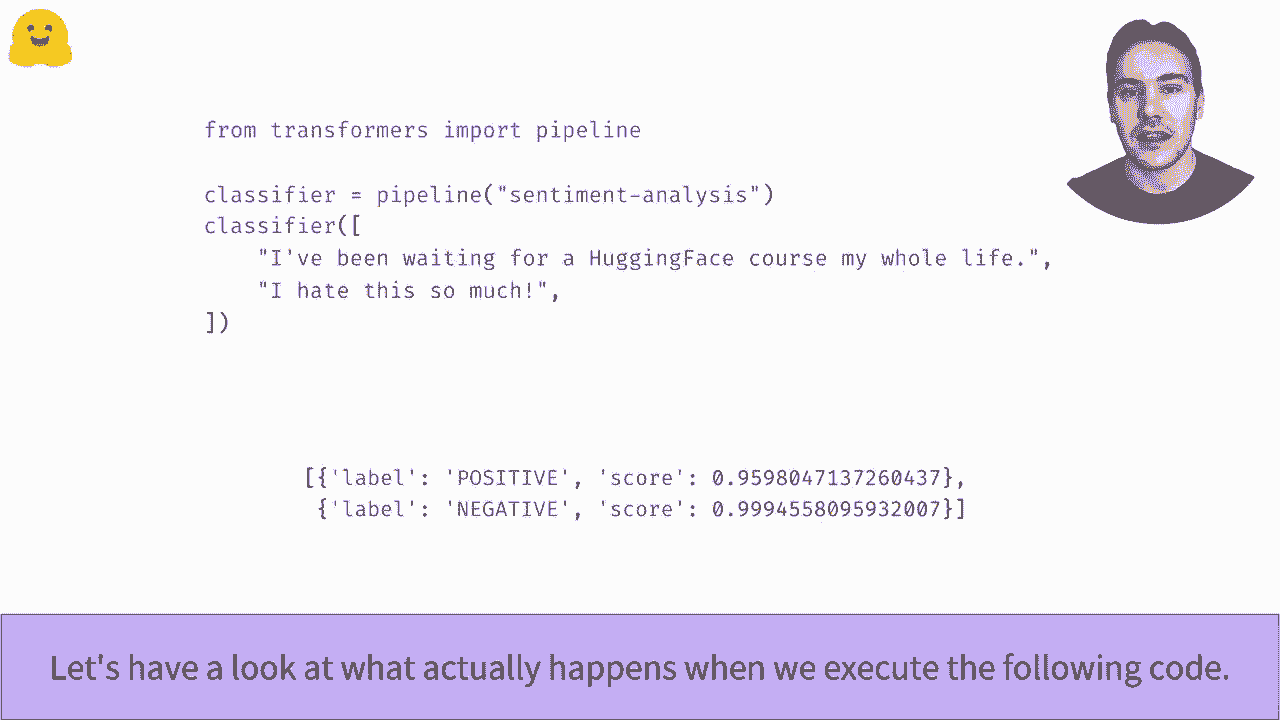 from transformers import pipeline
classifier = pipeline("sentiment-analysis")
classifier([
    "I've been waiting for a HuggingFace course my whole life.",
    "I hate this so much!",
])
[{'label': 'POSITIVE', 'score': 0.9598047137260437},
 {'label': 'NEGATIVE', 'score': 0.9994558095932007}]
Let's have a look at what actually happens when we execute the following code.